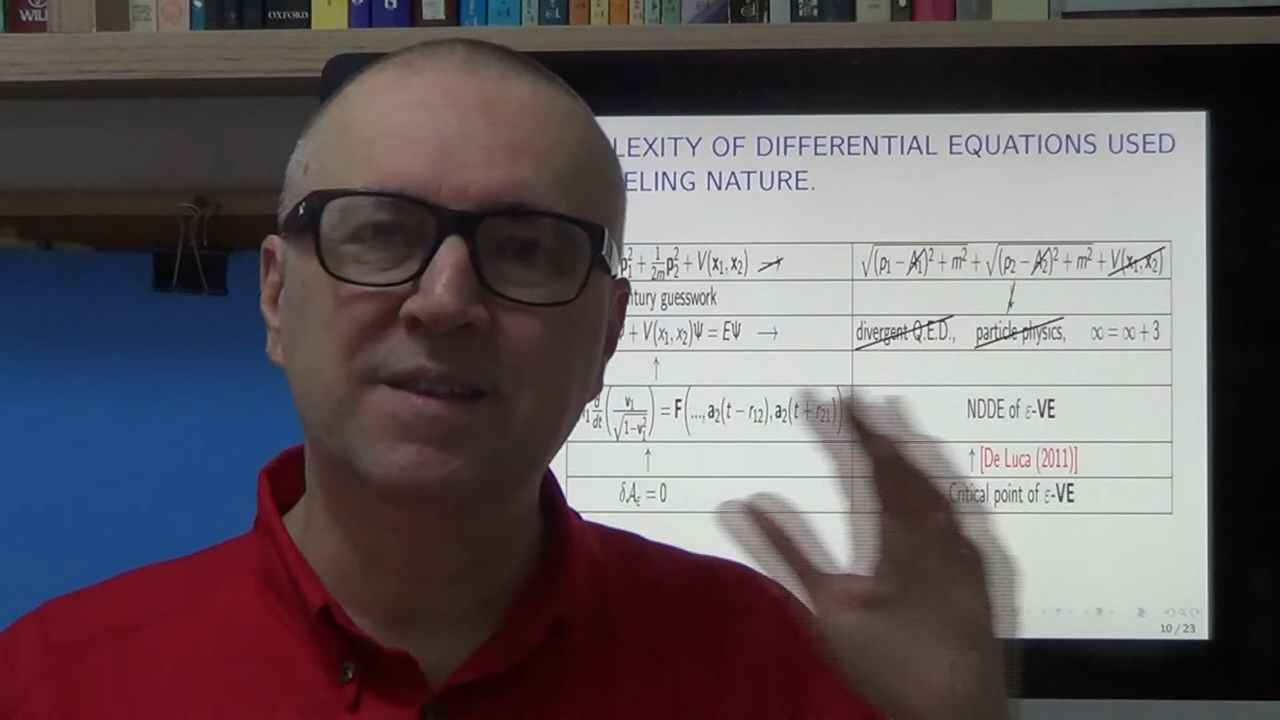 OXFORD
LEXITY OF DIFFERENTIAL EQUATIONS USED
ELING NATURE.
p₁² + 1/2m p₂² + V(x₁, x₂) → √(p₁ − A₁)² + m² + √(p₂ − A₂)² + m² + V(x₁, x₂)
tury guesswork
+ V(x₁, x₂)Ψ = EΨ → divergent Q.E.D., particle physics, ∞ = ∞ + 3
↑
d/dt (v₁/√1−v₁²) = F(..., a₂(t − r₁₂), a₂(t + r₂₁)) NDDE of ε-VE
↑ ↑ [De Luca (2011)]
δAε = 0 Critical point of ε-VE
10 / 23